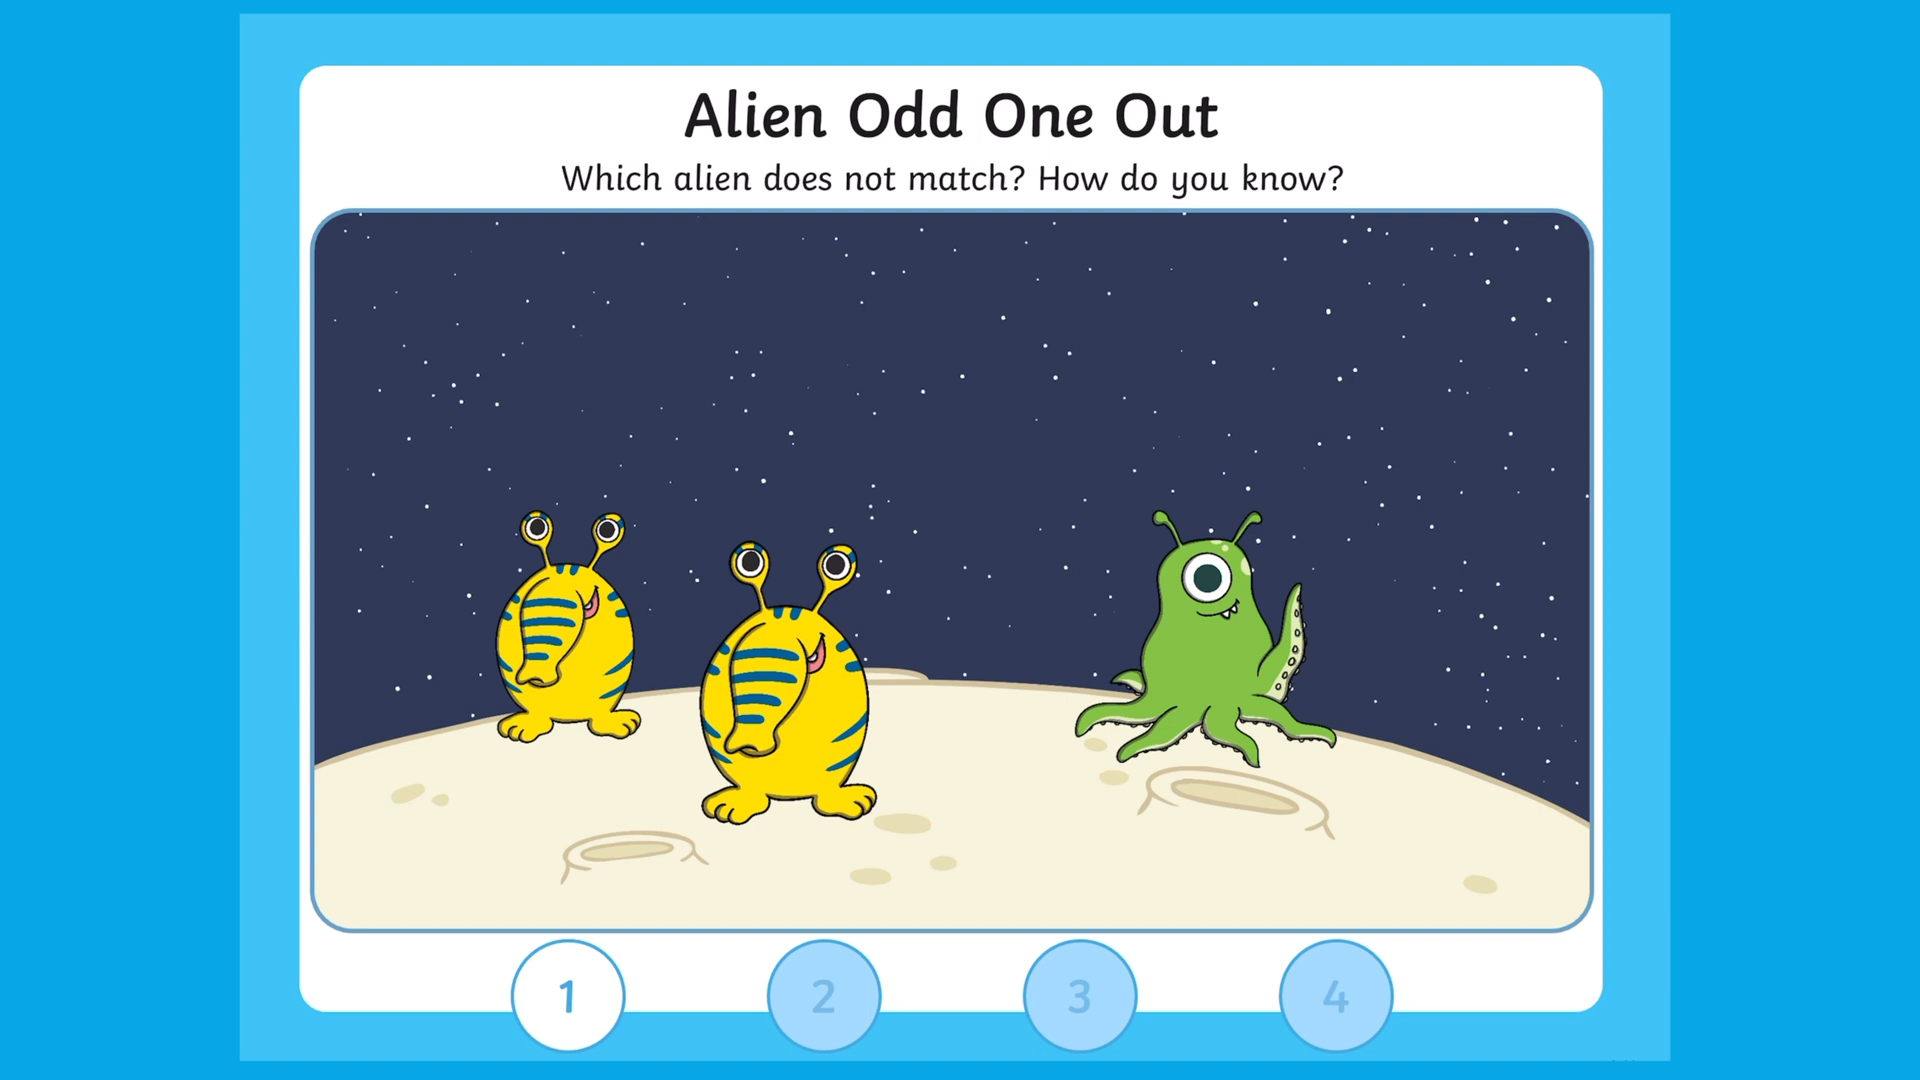 Alien Odd One Out
Which alien does not match? How do you know?
1 2 3 4